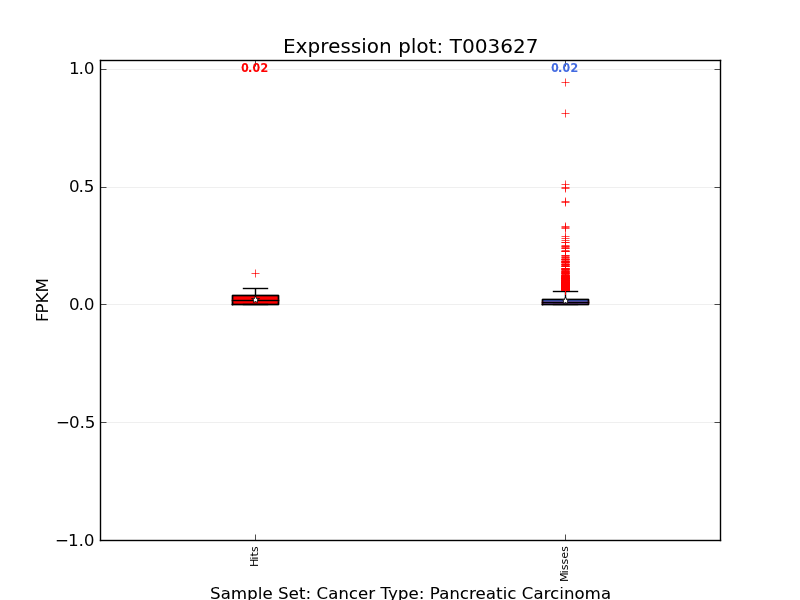 Expression plot: T003627
0.02
0.02
1.0
0.5
0.0
−0.5
−1.0
FPKM
Hits
Misses
Sample Set: Cancer Type: Pancreatic Carcinoma